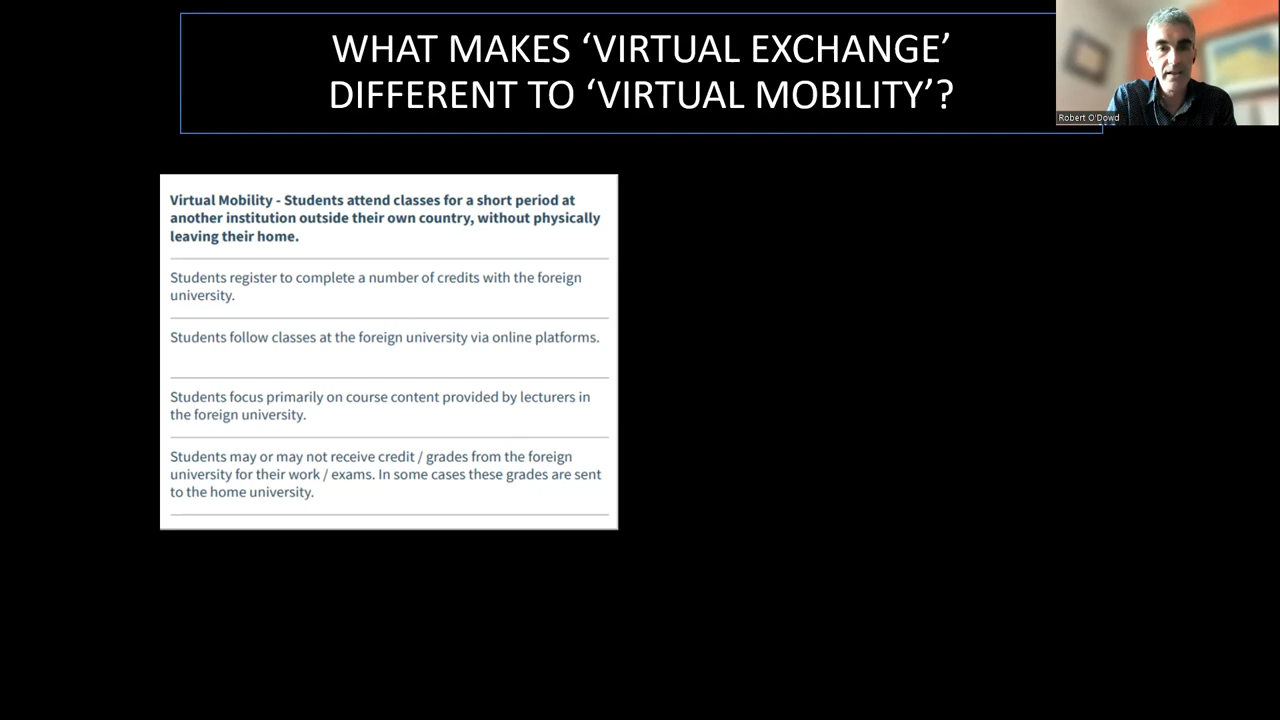 WHAT MAKES ‘VIRTUAL EXCHANGE’
DIFFERENT TO ‘VIRTUAL MOBILITY’?
Robert O'Dowd
Virtual Mobility - Students attend classes for a short period at
another institution outside their own country, without physically
leaving their home.
Students register to complete a number of credits with the foreign
university.
Students follow classes at the foreign university via online platforms.
Students focus primarily on course content provided by lecturers in
the foreign university.
Students may or may not receive credit / grades from the foreign
university for their work / exams. In some cases these grades are sent
to the home university.